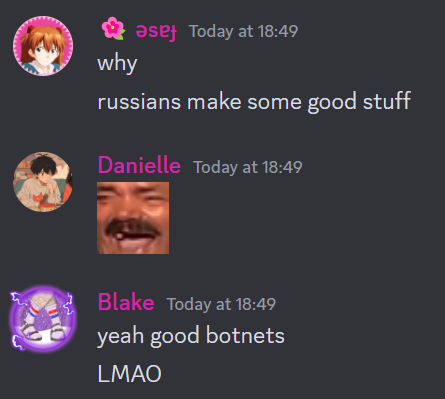 ǝsɐɟ Today at 18:49
why
russians make some good stuff
Danielle Today at 18:49
Blake Today at 18:49
yeah good botnets
LMAO